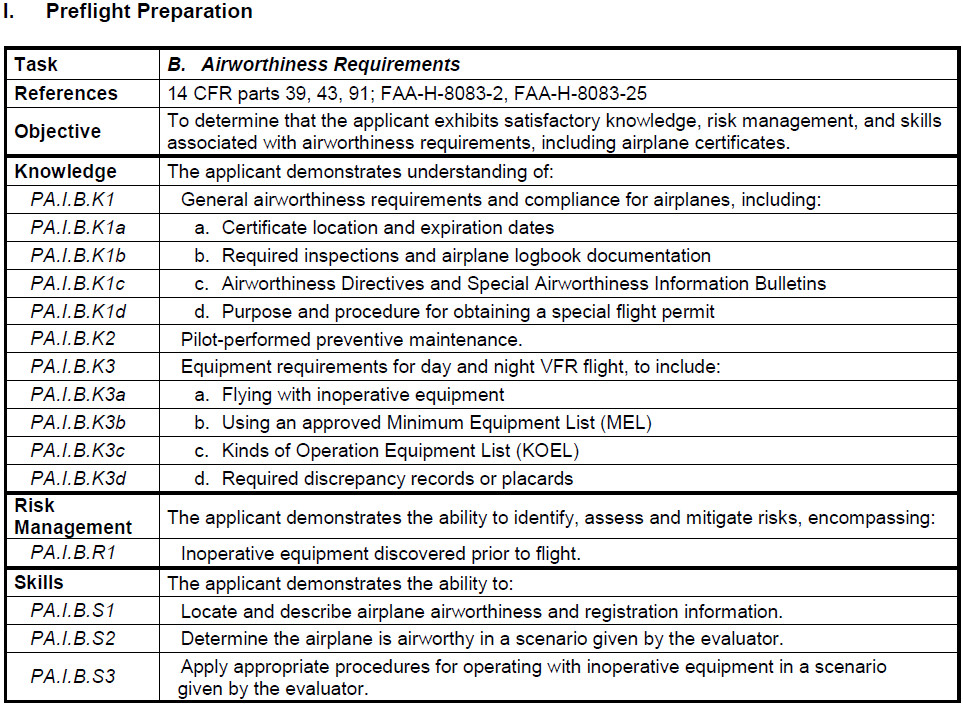 I. Preflight Preparation
Task B. Airworthiness Requirements
References 14 CFR parts 39, 43, 91; FAA-H-8083-2, FAA-H-8083-25
Objective To determine that the applicant exhibits satisfactory knowledge, risk management, and skills
associated with airworthiness requirements, including airplane certificates.
Knowledge The applicant demonstrates understanding of:
PA.I.B.K1 General airworthiness requirements and compliance for airplanes, including:
PA.I.B.K1a a. Certificate location and expiration dates
PA.I.B.K1b b. Required inspections and airplane logbook documentation
PA.I.B.K1c c. Airworthiness Directives and Special Airworthiness Information Bulletins
PA.I.B.K1d d. Purpose and procedure for obtaining a special flight permit
PA.I.B.K2 Pilot-performed preventive maintenance.
PA.I.B.K3 Equipment requirements for day and night VFR flight, to include:
PA.I.B.K3a a. Flying with inoperative equipment
PA.I.B.K3b b. Using an approved Minimum Equipment List (MEL)
PA.I.B.K3c c. Kinds of Operation Equipment List (KOEL)
PA.I.B.K3d d. Required discrepancy records or placards
Risk
Management The applicant demonstrates the ability to identify, assess and mitigate risks, encompassing:
PA.I.B.R1 Inoperative equipment discovered prior to flight.
Skills The applicant demonstrates the ability to:
PA.I.B.S1 Locate and describe airplane airworthiness and registration information.
PA.I.B.S2 Determine the airplane is airworthy in a scenario given by the evaluator.
PA.I.B.S3 Apply appropriate procedures for operating with inoperative equipment in a scenario
given by the evaluator.